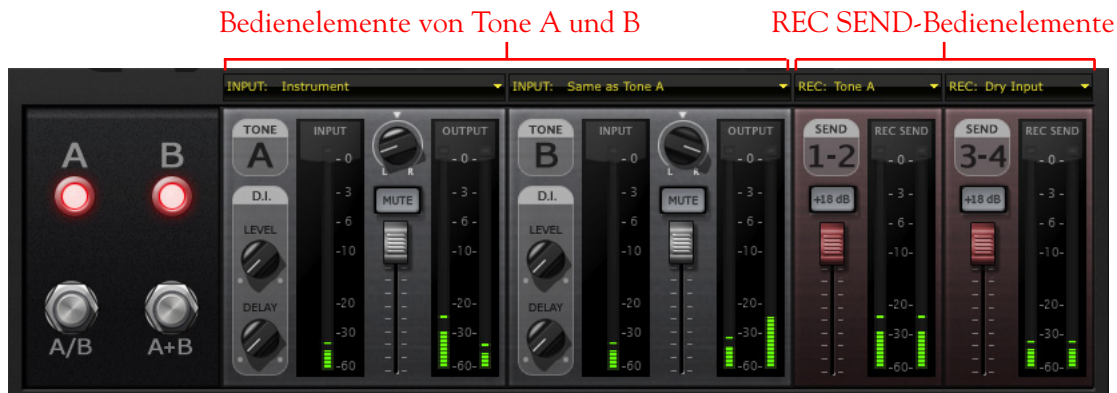 Bedienelemente von Tone A und B
REC SEND-Bedienelemente
INPUT: Instrument
INPUT: Same as Tone A
REC: Tone A
REC: Dry Input
A
B
A/B
A+B
TONE
A
D.I.
LEVEL
DELAY
INPUT
- 0
- 3
- 6
-10
-20
-30
-60
L R
MUTE
OUTPUT
- 0 -
- 3 -
- 6 -
-10-
-20-
-30-
-60-
TONE
B
D.I.
LEVEL
DELAY
INPUT
- 0
- 3
- 6
-10
-20
-30
-60
L R
MUTE
OUTPUT
- 0 -
- 3 -
- 6 -
-10-
-20-
-30-
-60-
SEND
1-2
+18 dB
REC SEND
- 0 -
- 3 -
- 6 -
-10-
-20-
-30-
-60-
SEND
3-4
+18 dB
REC SEND
- 0 -
- 3 -
- 6 -
-10-
-20-
-30-
-60-